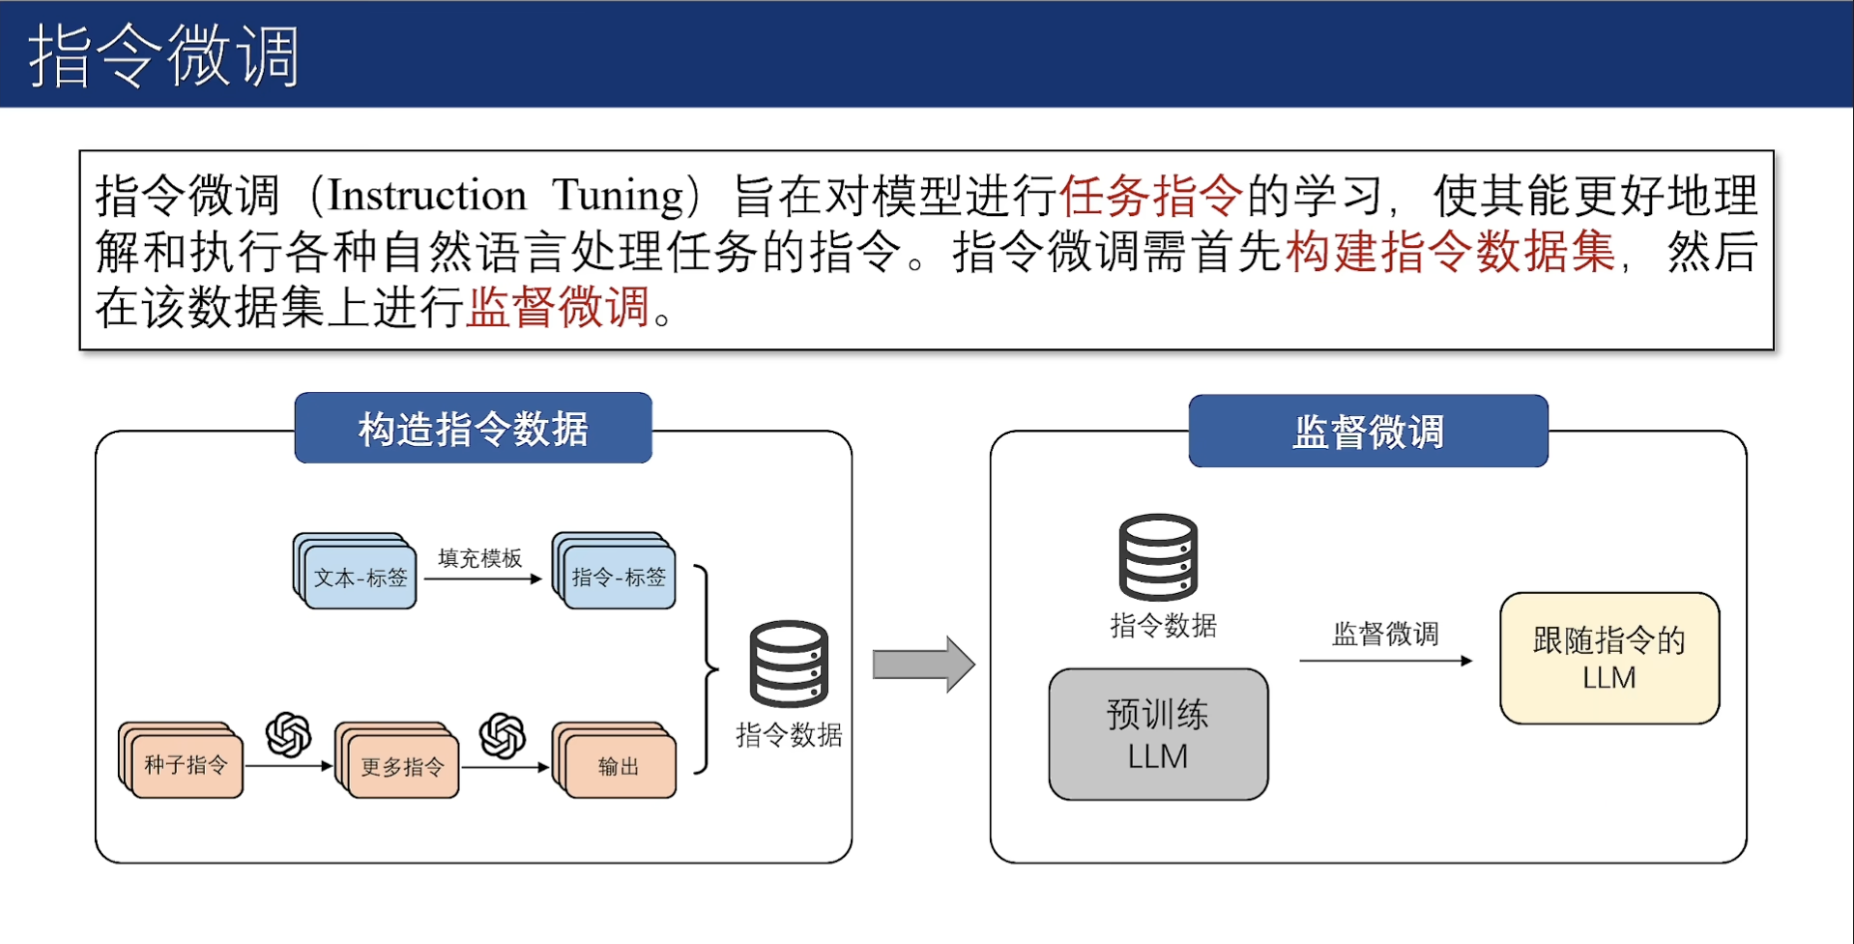 指令微调
指令微调（Instruction Tuning）旨在对模型进行任务指令的学习，使其能更好地理
解和执行各种自然语言处理任务的指令。指令微调需首先构建指令数据集，然后
在该数据集上进行监督微调。
构造指令数据
文本-标签
填充模板
指令-标签
种子指令
更多指令
输出
指令数据
监督微调
指令数据
预训练
LLM
监督微调
跟随指令的
LLM